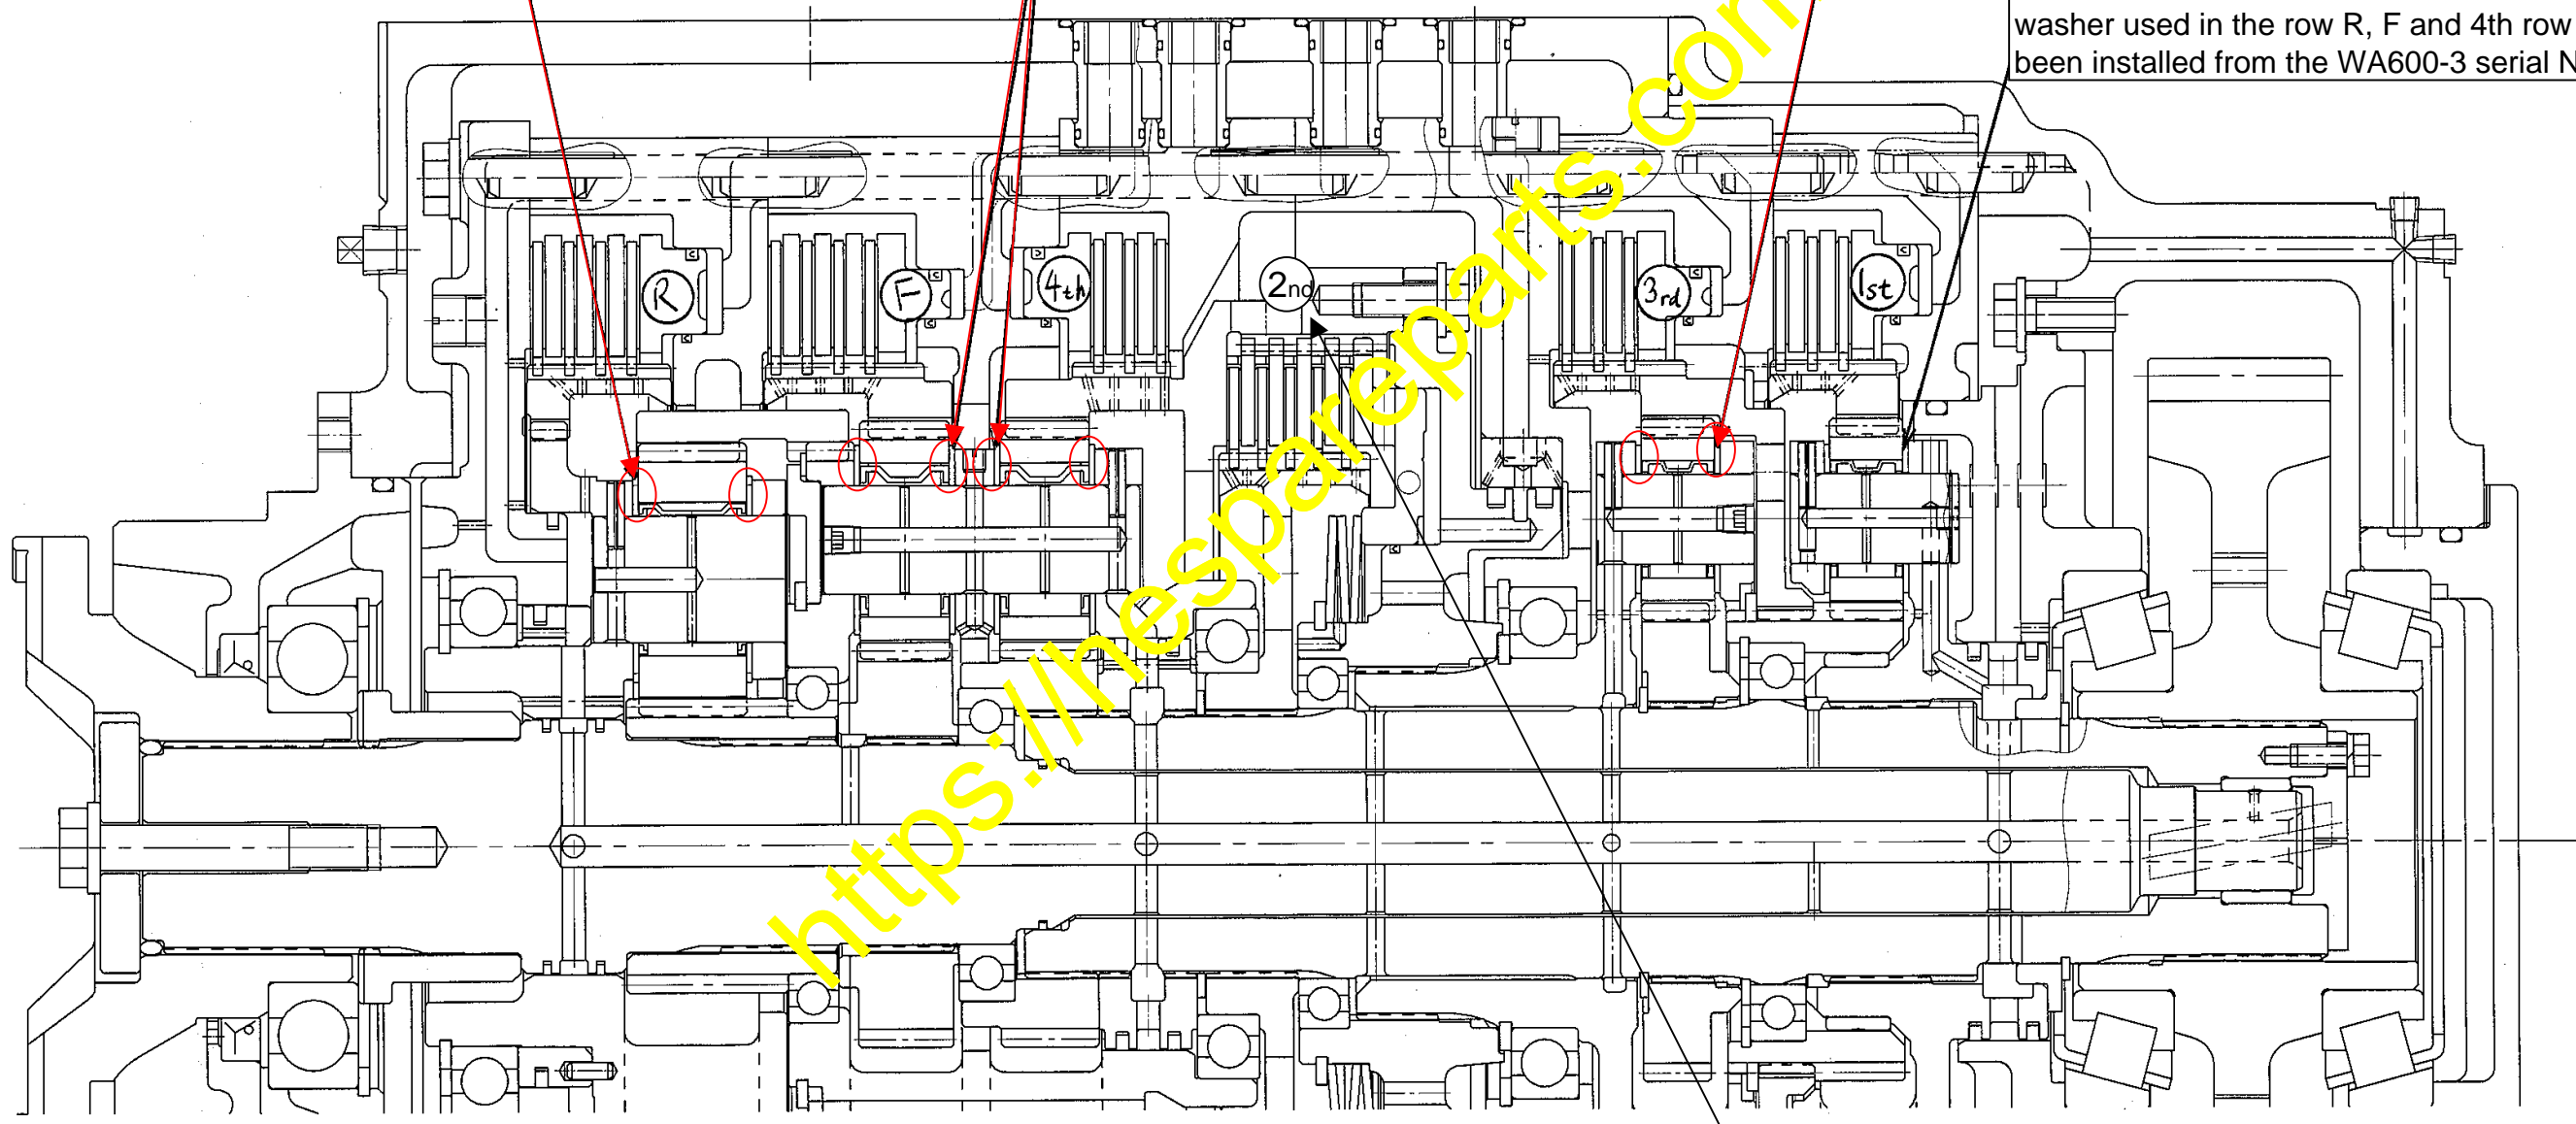 washer used in the row R, F and 4th row
been installed from the WA600-3 serial N
R
F
4th
2nd
3rd
1st
https://hespareparts.com